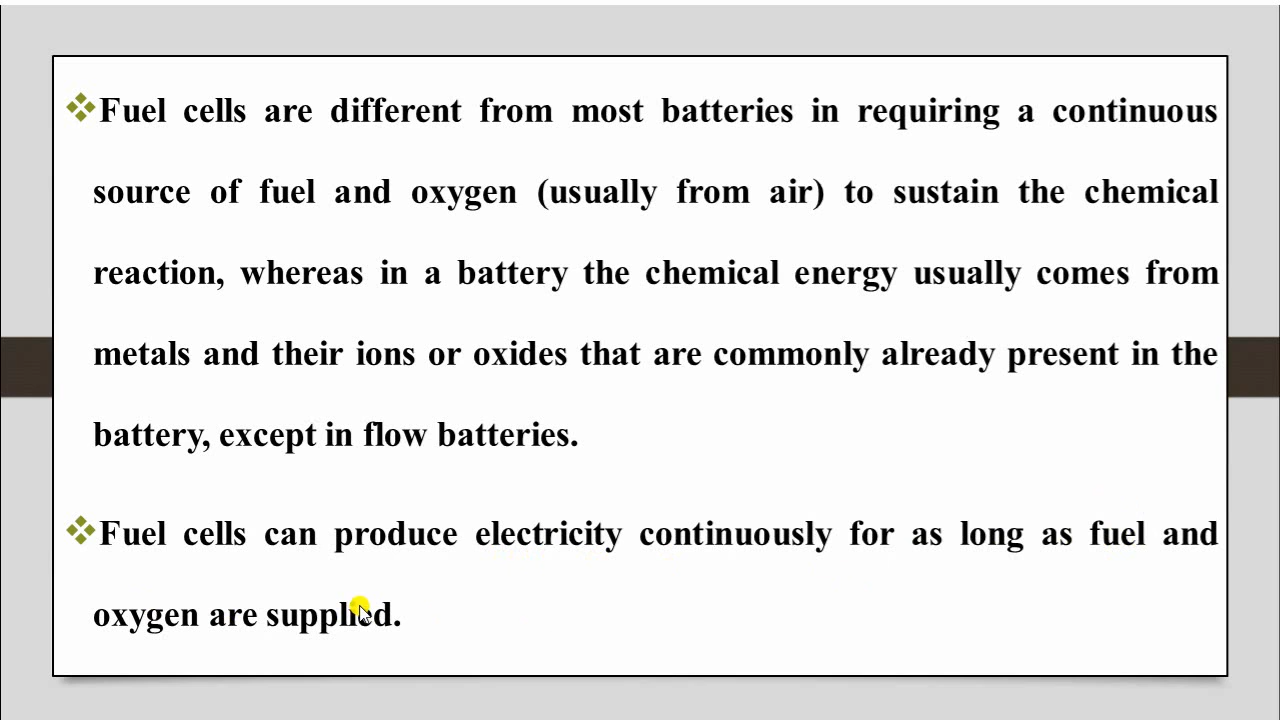 Fuel cells are different from most batteries in requiring a continuous
source of fuel and oxygen (usually from air) to sustain the chemical
reaction, whereas in a battery the chemical energy usually comes from
metals and their ions or oxides that are commonly already present in the
battery, except in flow batteries.
Fuel cells can produce electricity continuously for as long as fuel and
oxygen are supplied.